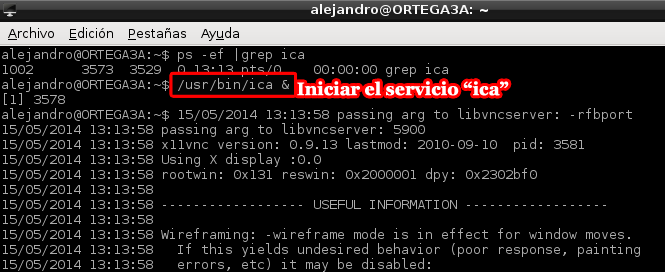 alejandro@ORTEGA3A: ~
Archivo Edición Pestañas Ayuda
alejandro@ORTEGA3A:~$ ps -ef |grep ica
1002 3573 3529 0 13:13 pts/0 00:00:00 grep ica
alejandro@ORTEGA3A:~$ /usr/bin/ica & Iniciar el servicio “ica”
[1] 3578
alejandro@ORTEGA3A:~$ 15/05/2014 13:13:58 passing arg to libvncserver: -rfbport
15/05/2014 13:13:58 passing arg to libvncserver: 5900
15/05/2014 13:13:58 x11vnc version: 0.9.13 lastmod: 2010-09-10 pid: 3581
15/05/2014 13:13:58 Using X display :0.0
15/05/2014 13:13:58 rootwin: 0x131 reswin: 0x2000001 dpy: 0x2302bf0
15/05/2014 13:13:58
15/05/2014 13:13:58 ------------------ USEFUL INFORMATION ------------------
15/05/2014 13:13:58
15/05/2014 13:13:58 Wireframing: -wireframe mode is in effect for window moves.
15/05/2014 13:13:58 If this yields undesired behavior (poor response, painting
15/05/2014 13:13:58 errors, etc) it may be disabled: